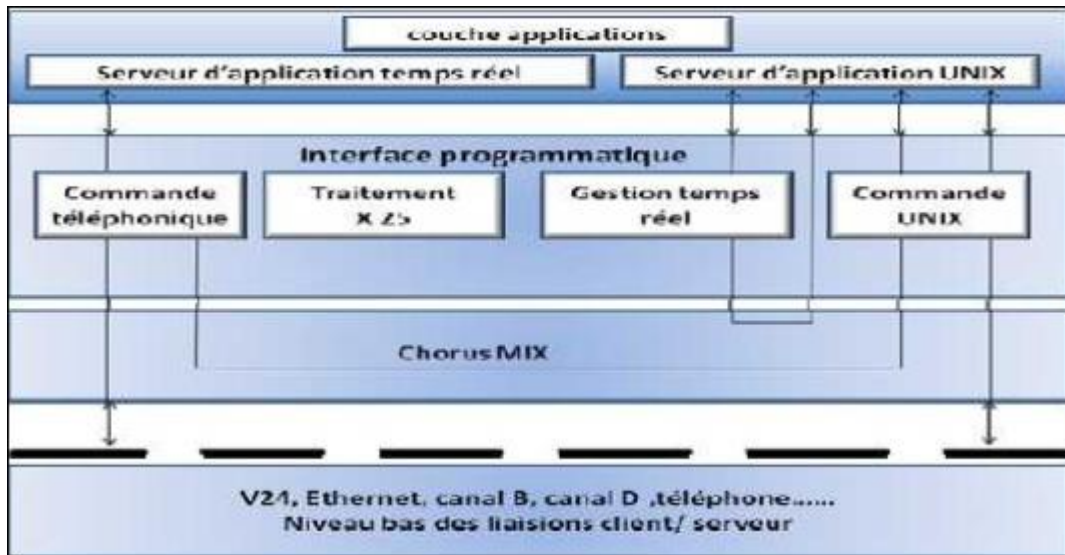 couche applications
Serveur d'application temps réel
Serveur d'application UNIX
Interface programmatique
Commande
téléphonique
Traitement
X 25
Gestion temps
réel
Commande
UNIX
Chorus MIX
V24, Ethernet, canal B, canal D ,téléphone......
Niveau bas des liaisions client/ serveur